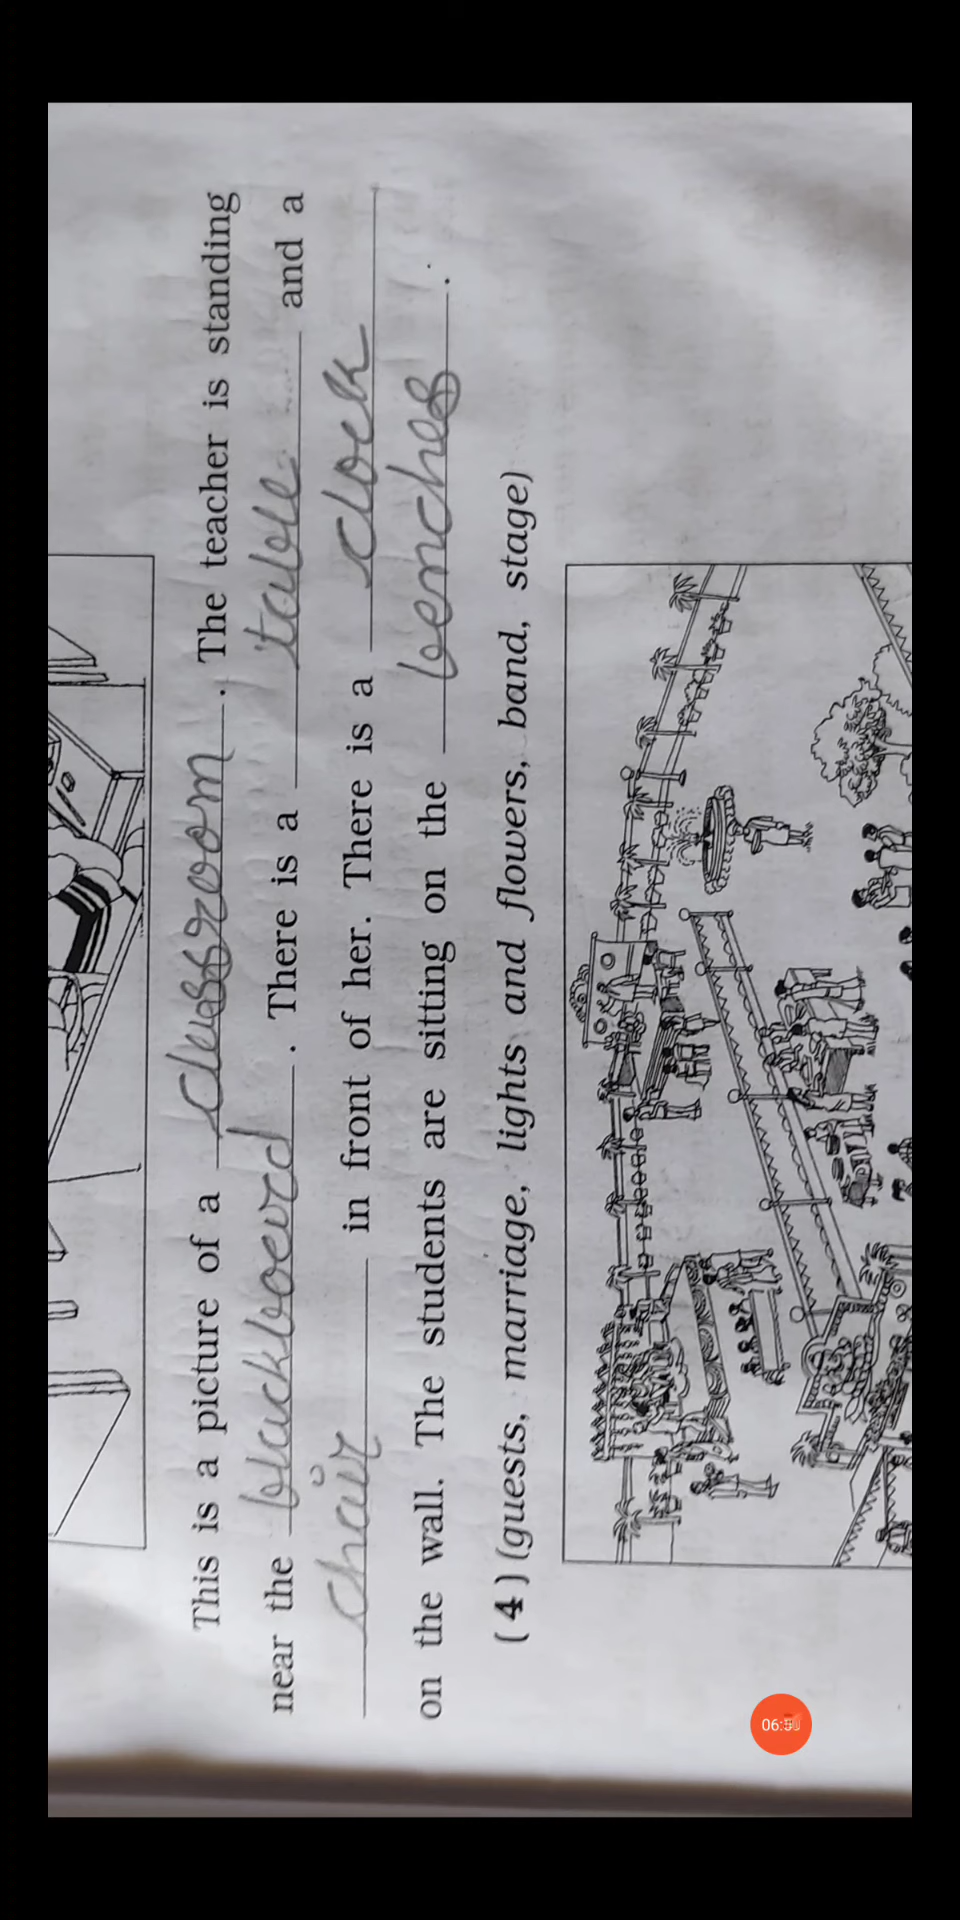 This is a picture of a classroom. The teacher is standing
near the blackboard. There is a table and a
chair in front of her. There is a clock
on the wall. The students are sitting on the benches.
(4) (guests, marriage, lights and flowers, band, stage)